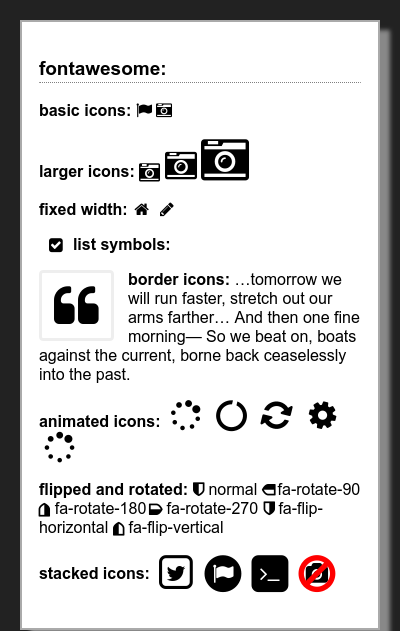 fontawesome:
basic icons:
larger icons:
fixed width:
list symbols:
border icons: …tomorrow we
will run faster, stretch out our
arms farther… And then one fine
morning— So we beat on, boats
against the current, borne back ceaselessly
into the past.
animated icons:
flipped and rotated: normal fa-rotate-90
fa-rotate-180 fa-rotate-270 fa-flip-
horizontal fa-flip-vertical
stacked icons: